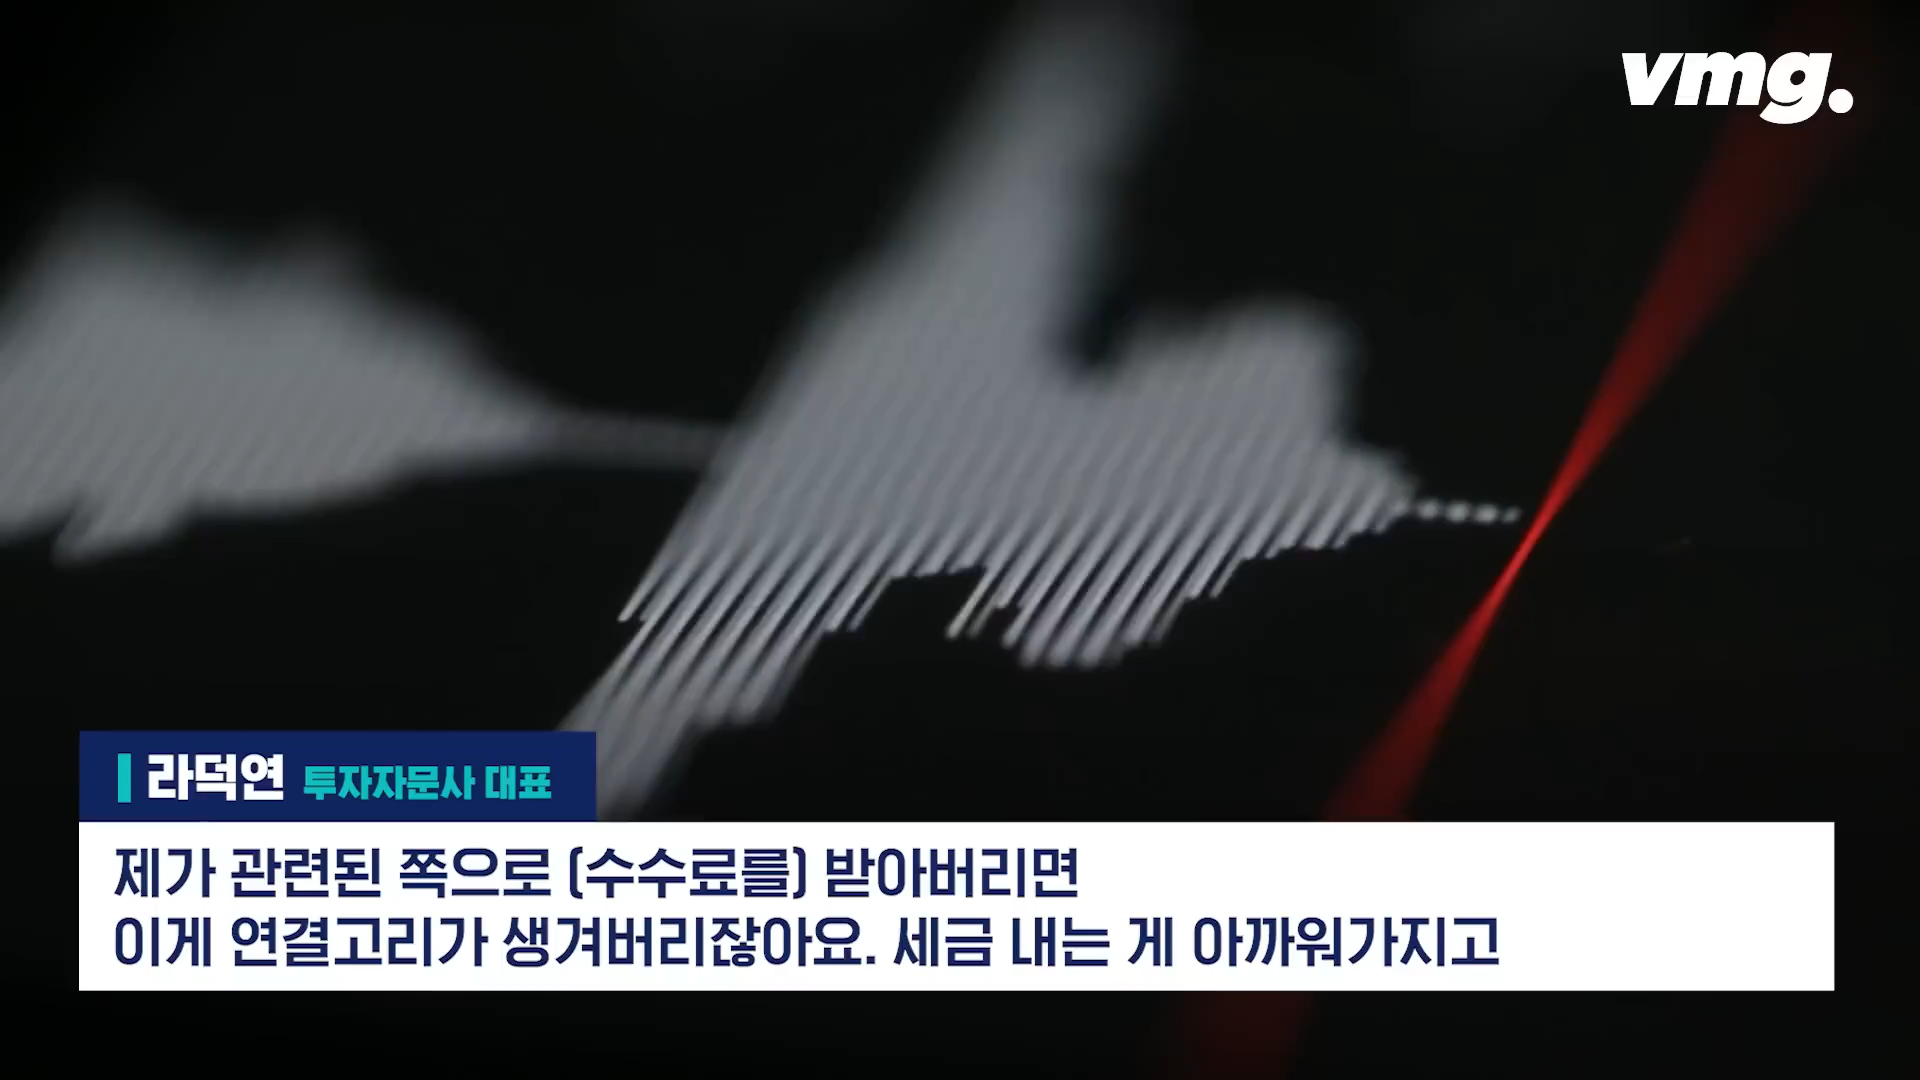 vmg.
라덕연 투자자문사 대표
제가 관련된 쪽으로 (수수료를) 받아버리면
이게 연결고리가 생겨버리잖아요. 세금 내는 게 아까워가지고